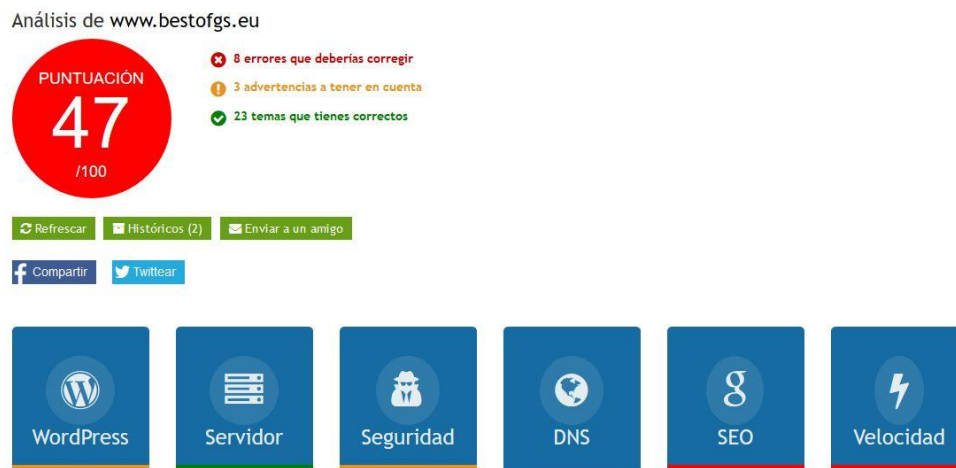 Análisis de www.bestofgs.eu
PUNTUACIÓN
47
/100
8 errores que deberías corregir
3 advertencias a tener en cuenta
23 temas que tienes correctos
Refrescar
Históricos (2)
Enviar a un amigo
Compartir
Twittear
WordPress
Servidor
Seguridad
DNS
SEO
Velocidad